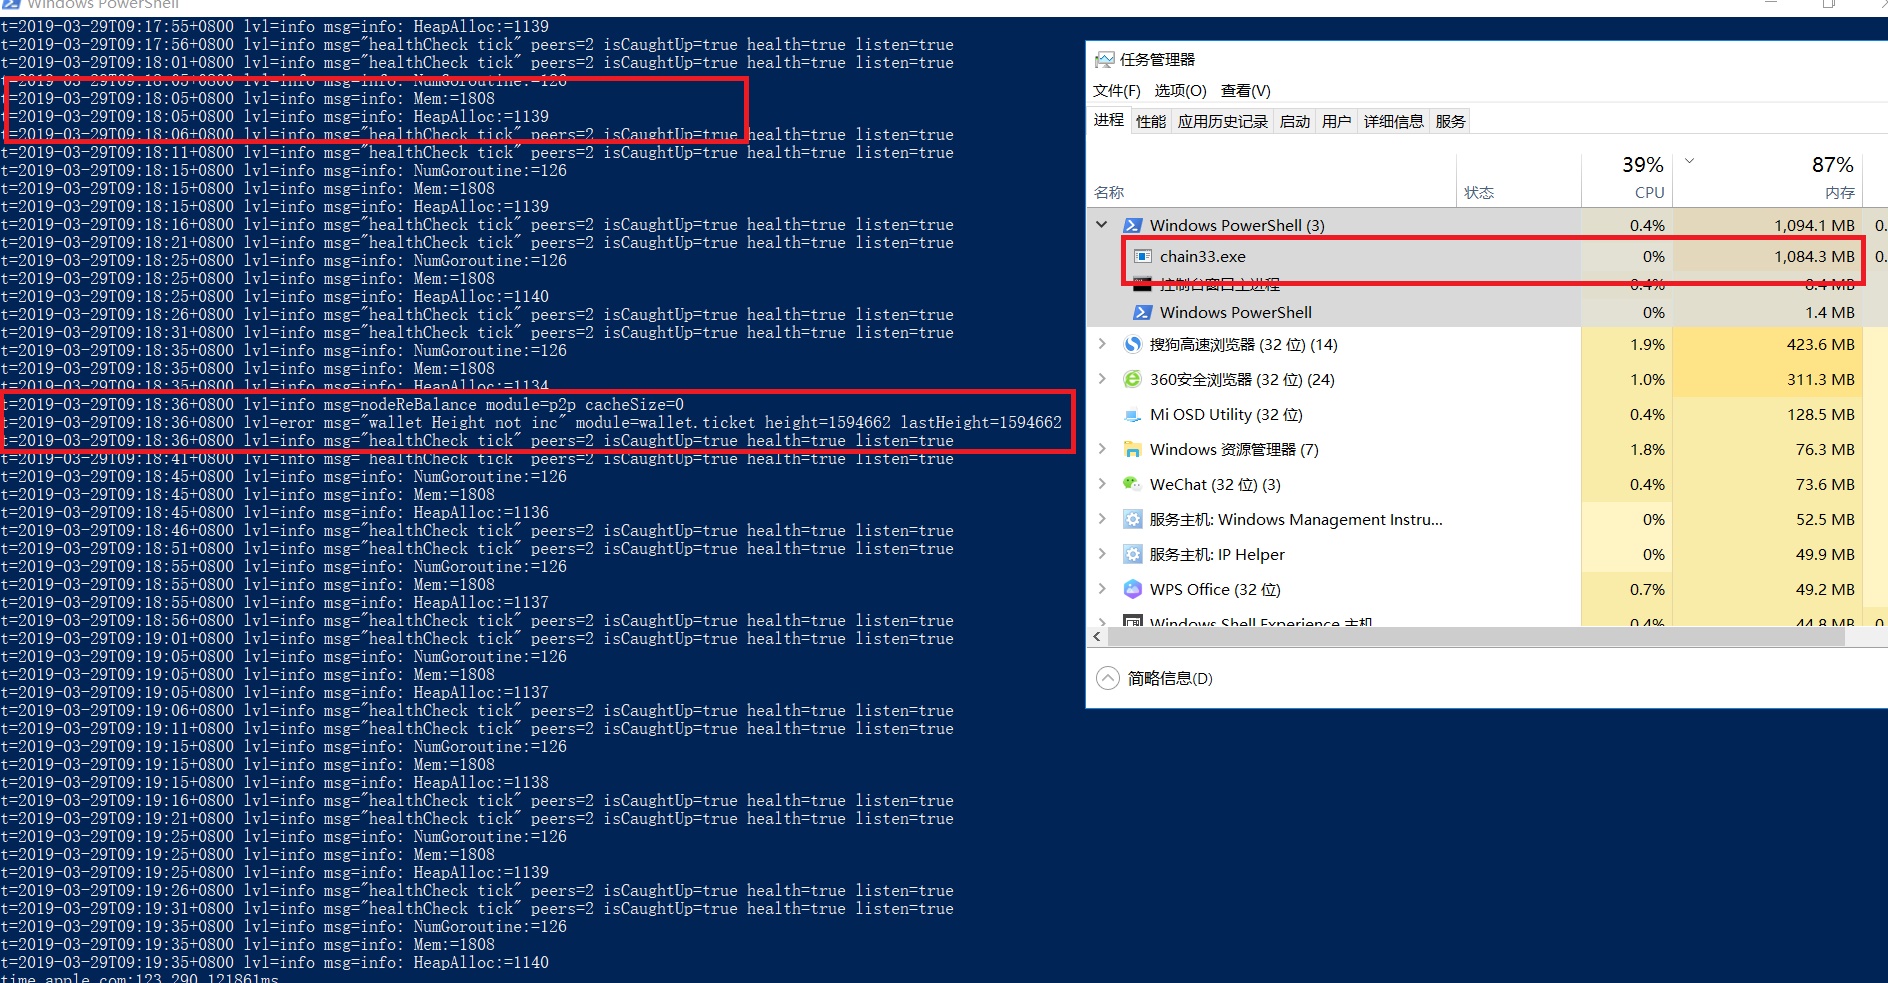 Windows PowerShell
t=2019-03-29T09:17:55+0800 lvl=info msg=info: HeapAlloc:=1139
t=2019-03-29T09:17:56+0800 lvl=info msg="healthCheck tick" peers=2 isCaughtUp=true health=true listen=true
t=2019-03-29T09:18:01+0800 lvl=info msg="healthCheck tick" peers=2 isCaughtUp=true health=true listen=true
t=2019-03-29T09:18:05+0800 lvl=info msg=info: NumGoroutine:=126
t=2019-03-29T09:18:05+0800 lvl=info msg=info: Mem:=1808
t=2019-03-29T09:18:05+0800 lvl=info msg=info: HeapAlloc:=1139
t=2019-03-29T09:18:06+0800 lvl=info msg="healthCheck tick" peers=2 isCaughtUp=true health=true listen=true
t=2019-03-29T09:18:11+0800 lvl=info msg="healthCheck tick" peers=2 isCaughtUp=true health=true listen=true
t=2019-03-29T09:18:15+0800 lvl=info msg=info: NumGoroutine:=126
t=2019-03-29T09:18:15+0800 lvl=info msg=info: Mem:=1808
t=2019-03-29T09:18:15+0800 lvl=info msg=info: HeapAlloc:=1139
t=2019-03-29T09:18:16+0800 lvl=info msg="healthCheck tick" peers=2 isCaughtUp=true health=true listen=true
t=2019-03-29T09:18:21+0800 lvl=info msg="healthCheck tick" peers=2 isCaughtUp=true health=true listen=true
t=2019-03-29T09:18:25+0800 lvl=info msg=info: NumGoroutine:=126
t=2019-03-29T09:18:25+0800 lvl=info msg=info: Mem:=1808
t=2019-03-29T09:18:25+0800 lvl=info msg=info: HeapAlloc:=1140
t=2019-03-29T09:18:26+0800 lvl=info msg="healthCheck tick" peers=2 isCaughtUp=true health=true listen=true
t=2019-03-29T09:18:31+0800 lvl=info msg="healthCheck tick" peers=2 isCaughtUp=true health=true listen=true
t=2019-03-29T09:18:35+0800 lvl=info msg=info: NumGoroutine:=126
t=2019-03-29T09:18:35+0800 lvl=info msg=info: Mem:=1808
t=2019-03-29T09:18:35+0800 lvl=info msg=info: HeapAlloc:=1134
t=2019-03-29T09:18:36+0800 lvl=info msg=nodeReBalance module=p2p cacheSize=0
t=2019-03-29T09:18:36+0800 lvl=eror msg="wallet Height not inc" module=wallet.ticket height=1594662 lastHeight=1594662
t=2019-03-29T09:18:36+0800 lvl=info msg="healthCheck tick" peers=2 isCaughtUp=true health=true listen=true
t=2019-03-29T09:18:41+0800 lvl=info msg="healthCheck tick" peers=2 isCaughtUp=true health=true listen=true
t=2019-03-29T09:18:45+0800 lvl=info msg=info: NumGoroutine:=126
t=2019-03-29T09:18:45+0800 lvl=info msg=info: Mem:=1808
t=2019-03-29T09:18:45+0800 lvl=info msg=info: HeapAlloc:=1136
t=2019-03-29T09:18:46+0800 lvl=info msg="healthCheck tick" peers=2 isCaughtUp=true health=true listen=true
t=2019-03-29T09:18:51+0800 lvl=info msg="healthCheck tick" peers=2 isCaughtUp=true health=true listen=true
t=2019-03-29T09:18:55+0800 lvl=info msg=info: NumGoroutine:=126
t=2019-03-29T09:18:55+0800 lvl=info msg=info: Mem:=1808
t=2019-03-29T09:18:55+0800 lvl=info msg=info: HeapAlloc:=1137
t=2019-03-29T09:18:56+0800 lvl=info msg="healthCheck tick" peers=2 isCaughtUp=true health=true listen=true
t=2019-03-29T09:19:01+0800 lvl=info msg="healthCheck tick" peers=2 isCaughtUp=true health=true listen=true
t=2019-03-29T09:19:05+0800 lvl=info msg=info: NumGoroutine:=126
t=2019-03-29T09:19:05+0800 lvl=info msg=info: Mem:=1808
t=2019-03-29T09:19:05+0800 lvl=info msg=info: HeapAlloc:=1137
t=2019-03-29T09:19:06+0800 lvl=info msg="healthCheck tick" peers=2 isCaughtUp=true health=true listen=true
t=2019-03-29T09:19:11+0800 lvl=info msg="healthCheck tick" peers=2 isCaughtUp=true health=true listen=true
t=2019-03-29T09:19:15+0800 lvl=info msg=info: NumGoroutine:=126
t=2019-03-29T09:19:15+0800 lvl=info msg=info: Mem:=1808
t=2019-03-29T09:19:15+0800 lvl=info msg=info: HeapAlloc:=1138
t=2019-03-29T09:19:16+0800 lvl=info msg="healthCheck tick" peers=2 isCaughtUp=true health=true listen=true
t=2019-03-29T09:19:21+0800 lvl=info msg="healthCheck tick" peers=2 isCaughtUp=true health=true listen=true
t=2019-03-29T09:19:25+0800 lvl=info msg=info: NumGoroutine:=126
t=2019-03-29T09:19:25+0800 lvl=info msg=info: Mem:=1808
t=2019-03-29T09:19:25+0800 lvl=info msg=info: HeapAlloc:=1139
t=2019-03-29T09:19:26+0800 lvl=info msg="healthCheck tick" peers=2 isCaughtUp=true health=true listen=true
t=2019-03-29T09:19:31+0800 lvl=info msg="healthCheck tick" peers=2 isCaughtUp=true health=true listen=true
t=2019-03-29T09:19:35+0800 lvl=info msg=info: NumGoroutine:=126
t=2019-03-29T09:19:35+0800 lvl=info msg=info: Mem:=1808
t=2019-03-29T09:19:35+0800 lvl=info msg=info: HeapAlloc:=1140
time.apple.com:123 290.121861ms
任务管理器
文件(F) 选项(O) 查看(V)
进程 性能 应用历史记录 启动 用户 详细信息 服务
39% 87%
名称 状态 CPU 内存
Windows PowerShell (3) 0.4% 1,094.1 MB 0.
chain33.exe 0% 1,084.3 MB 0.
控制台窗口主进程 0.4% 8.4 MB
Windows PowerShell 0% 1.4 MB
搜狗高速浏览器 (32 位) (14) 1.9% 423.6 MB
360安全浏览器 (32 位) (24) 1.0% 311.3 MB
Mi OSD Utility (32 位) 0.4% 128.5 MB
Windows 资源管理器 (7) 1.8% 76.3 MB
WeChat (32 位) (3) 0.4% 73.6 MB
服务主机: Windows Management Instru... 0% 52.5 MB
服务主机: IP Helper 0% 49.9 MB
WPS Office (32 位) 0.7% 49.2 MB
Windows Shell Experience 主机 0.4% 44.8 MB 0
简略信息(D)